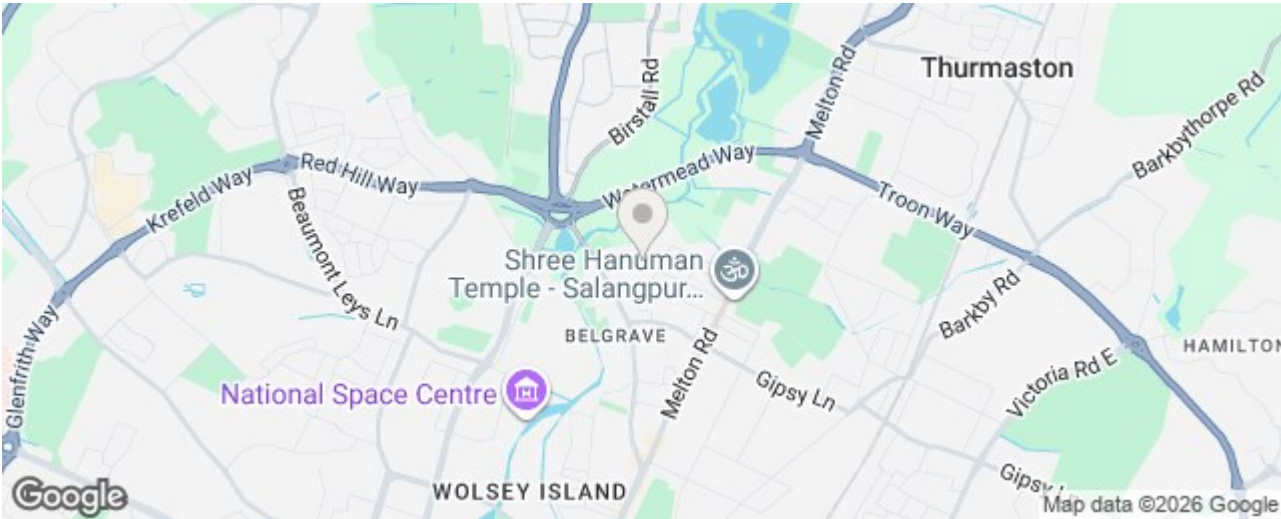 Thurmaston
Melton Rd
Birstall Rd
Barkbythorpe Rd
Watermead Way
Red Hill Way
Krefeld Way
Troon Way
Beaumont Leys Ln
Shree Hanuman
Temple - Salangpur...
Barkby Rd
BELGRAVE
HAMILTON
Glenfrith Way
Melton Rd
Victoria Rd E
National Space Centre
Gipsy Ln
WOLSEY ISLAND
Gipsy
Google
Map data ©2026 Google